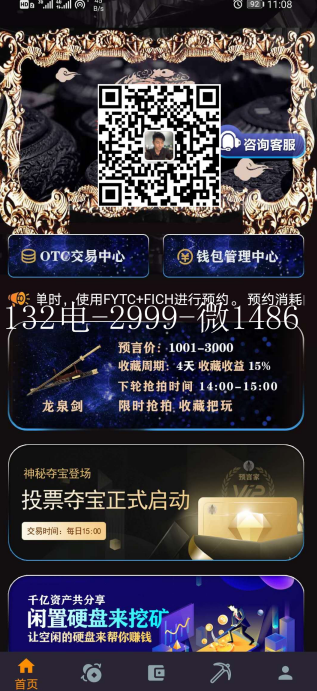 HD
B/s
92
11:08
咨询客服
OTC交易中心
钱包管理中心
单时，使用FYTC+FICH进行预约。预约消耗
132电-2999-微1486
预言价：1001-3000
收藏周期：4天 收藏收益 15%
下轮抢拍时间 14:00-15:00
龙泉剑
限时抢拍 收藏把玩
神秘夺宝登场
投票夺宝正式启动
交易时间：每日15:00
预言家
VIP
千亿资产共分享
闲置硬盘来挖矿
让空闲的硬盘来帮你赚钱
首页